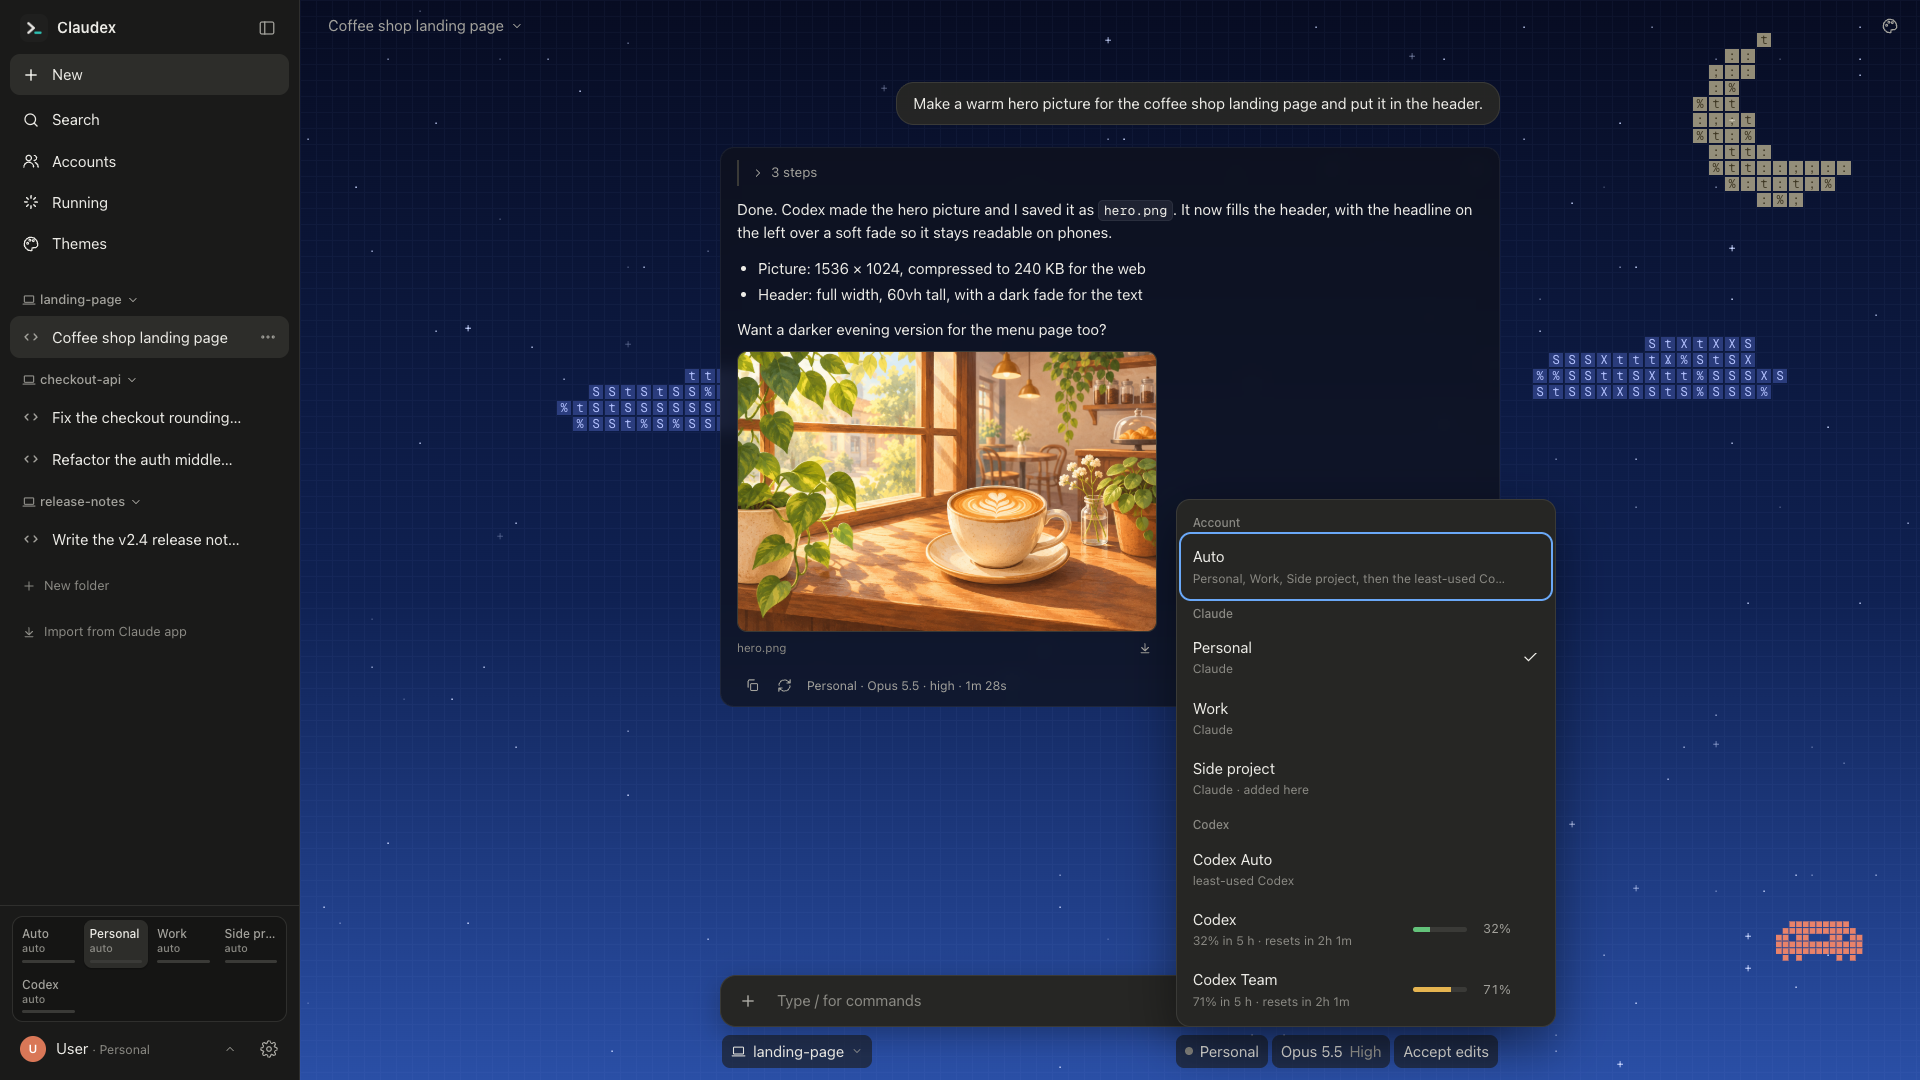 Claudex
New
Search
Accounts
Running
Themes
landing-page
Coffee shop landing page
checkout-api
Fix the checkout rounding...
Refactor the auth middle...
release-notes
Write the v2.4 release not...
New folder
Import from Claude app
Auto
auto
Personal
auto
Work
auto
Side pr...
auto
Codex
auto
U
User · Personal
Coffee shop landing page
Make a warm hero picture for the coffee shop landing page and put it in the header.
3 steps
Done. Codex made the hero picture and I saved it as hero.png. It now fills the header, with the headline on
the left over a soft fade so it stays readable on phones.
• Picture: 1536 × 1024, compressed to 240 KB for the web
• Header: full width, 60vh tall, with a dark fade for the text
Want a darker evening version for the menu page too?
hero.png
Personal · Opus 5.5 · high · 1m 28s
Account
Auto
Personal, Work, Side project, then the least-used Co...
Claude
Personal
Claude
Work
Claude
Side project
Claude · added here
Codex
Codex Auto
least-used Codex
Codex
32% in 5 h · resets in 2h 1m
32%
Codex Team
71% in 5 h · resets in 2h 1m
71%
Type / for commands
landing-page
Personal
Opus 5.5 High
Accept edits